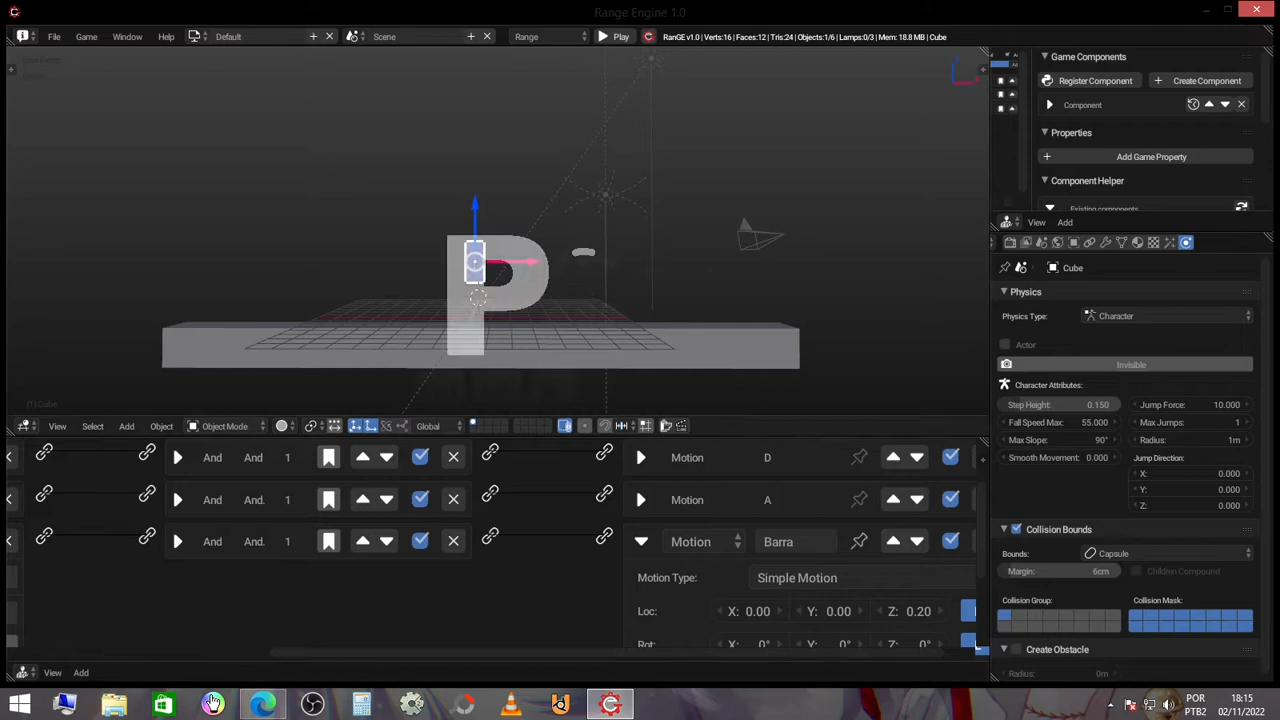 Range Engine 1.0
File Game Window Help Default Scene Range Play RanGE v1.0 | Verts:16 | Faces:12 | Tris:24 | Objects:1/6 | Lamps:0/3 | Mem: 18.8 MB | Cube
Game Components
Register Component Create Component
Component
Properties
Add Game Property
Component Helper
Existing components
View Add
Cube
Physics
Physics Type: Character
Actor
Invisible
Character Attributes:
Step Height: 0.150 Jump Force: 10.000
Fall Speed Max: 55.000 Max Jumps: 1
Max Slope: 90° Radius: 1m
Smooth Movement: 0.000 Jump Direction:
X: 0.000
Y: 0.000
Z: 0.000
Collision Bounds
Bounds: Capsule
Margin: 6cm Children Compound
Collision Group: Collision Mask:
Create Obstacle
Radius: 0m
P
(1) Cube
View Select Add Object Object Mode Global
And And 1 Motion D
And And. 1 Motion A
And And. 1 Motion Barra
Motion Type: Simple Motion
Loc: X: 0.00 Y: 0.00 Z: 0.20
Rot: X: 0° Y: 0° Z: 0°
View Add
POR 18:15
PTB2 02/11/2022